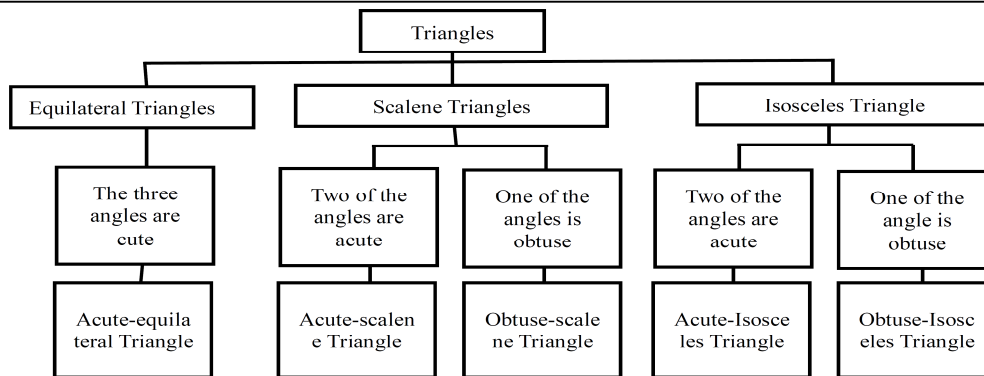 Triangles
Equilateral Triangles
Scalene Triangles
Isosceles Triangle
The three
angles are
cute
Two of the
angles are
acute
One of the
angles is
obtuse
Two of the
angles are
acute
One of the
angle is
obtuse
Acute-equila
teral Triangle
Acute-scalen
e Triangle
Obtuse-scale
ne Triangle
Acute-Isosce
les Triangle
Obtuse-Isosc
eles Triangle